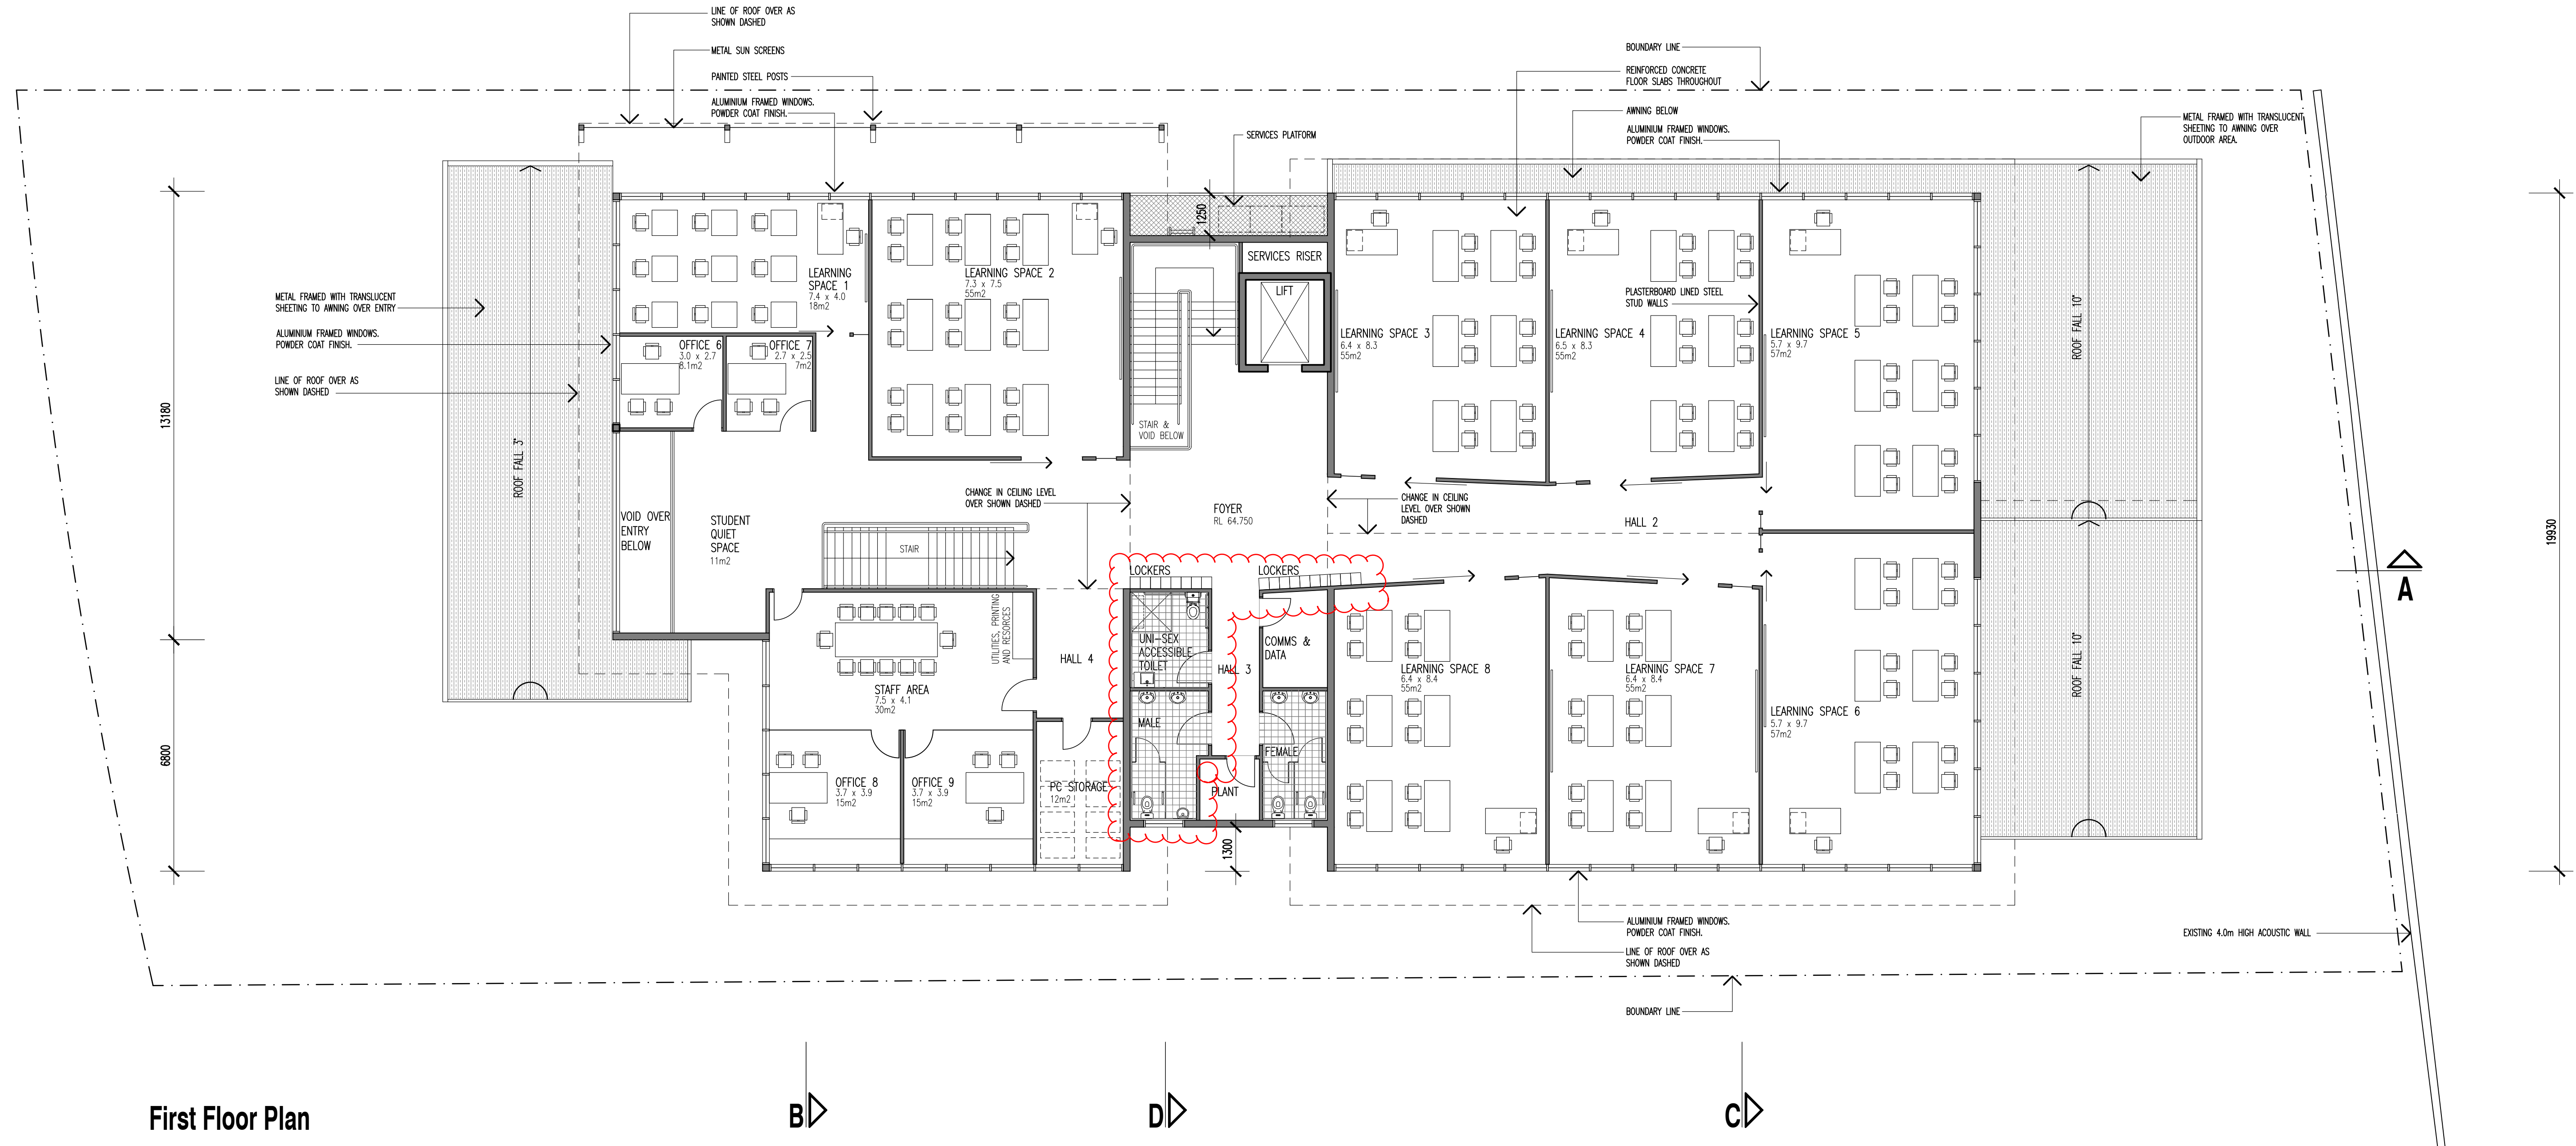 LINE OF ROOF OVER AS
SHOWN DASHED
METAL SUN SCREENS
PAINTED STEEL POSTS
ALUMINIUM FRAMED WINDOWS.
POWDER COAT FINISH.
SERVICES PLATFORM
BOUNDARY LINE
REINFORCED CONCRETE
FLOOR SLABS THROUGHOUT
AWNING BELOW
ALUMINIUM FRAMED WINDOWS.
POWDER COAT FINISH.
METAL FRAMED WITH TRANSLUCENT
SHEETING TO AWNING OVER
OUTDOOR AREA.
1250
SERVICES RISER
LIFT
LEARNING
SPACE 1
7.4 x 4.0
18m2
LEARNING SPACE 2
7.3 x 7.5
55m2
METAL FRAMED WITH TRANSLUCENT
SHEETING TO AWNING OVER ENTRY
ALUMINIUM FRAMED WINDOWS.
POWDER COAT FINISH.
LINE OF ROOF OVER AS
SHOWN DASHED
OFFICE 6
3.0 x 2.7
8.1m2
OFFICE 7
2.7 x 2.5
7m2
PLASTERBOARD LINED STEEL
STUD WALLS
LEARNING SPACE 3
6.4 x 8.3
55m2
LEARNING SPACE 4
6.5 x 8.3
55m2
LEARNING SPACE 5
5.7 x 9.7
57m2
ROOF FALL 10°
13180
ROOF FALL 3°
STAIR &
VOID BELOW
CHANGE IN CEILING LEVEL
OVER SHOWN DASHED
FOYER
RL 64.750
CHANGE IN CEILING
LEVEL OVER SHOWN
DASHED
HALL 2
19930
VOID OVER
ENTRY
BELOW
STUDENT
QUIET
SPACE
11m2
STAIR
LOCKERS
LOCKERS
A
UTILITIES, PRINTING
AND RESORCES
UNI-SEX
ACCESSIBLE
TOILET
HALL 4
HALL 3
COMMS &
DATA
STAFF AREA
7.5 x 4.1
30m2
LEARNING SPACE 8
6.4 x 8.4
55m2
LEARNING SPACE 7
6.4 x 8.4
55m2
LEARNING SPACE 6
5.7 x 9.7
57m2
ROOF FALL 10°
6800
MALE
FEMALE
OFFICE 8
3.7 x 3.9
15m2
OFFICE 9
3.7 x 3.9
15m2
PC STORAGE
12m2
PLANT
1300
ALUMINIUM FRAMED WINDOWS.
POWDER COAT FINISH.
LINE OF ROOF OVER AS
SHOWN DASHED
EXISTING 4.0m HIGH ACOUSTIC WALL
BOUNDARY LINE
First Floor Plan
B
D
C